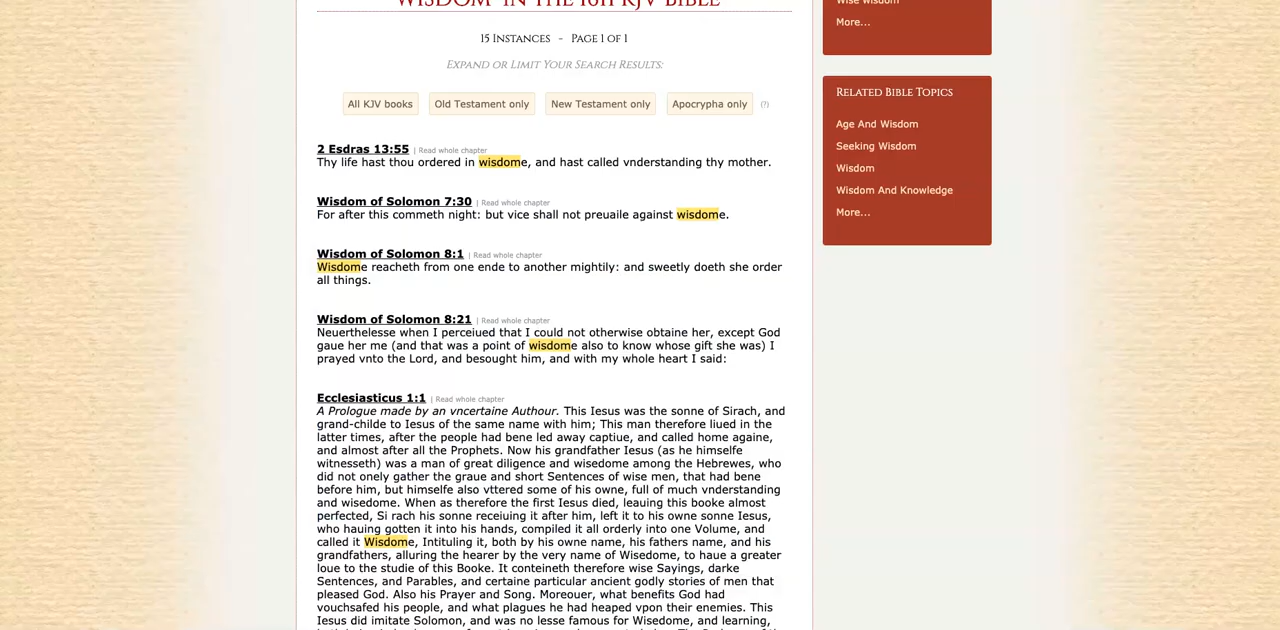 "WISDOM" IN THE 1611 KJV BIBLE
15 INSTANCES - PAGE 1 OF 1
EXPAND OR LIMIT YOUR SEARCH RESULTS:
All KJV books Old Testament only New Testament only Apocrypha only (?)
2 Esdras 13:55 | Read whole chapter
Thy life hast thou ordered in wisdome, and hast called vnderstanding thy mother.
Wisdom of Solomon 7:30 | Read whole chapter
For after this commeth night: but vice shall not preuaile against wisdome.
Wisdom of Solomon 8:1 | Read whole chapter
Wisdome reacheth from one ende to another mightily: and sweetly doeth she order
all things.
Wisdom of Solomon 8:21 | Read whole chapter
Neuerthelesse when I perceiued that I could not otherwise obtaine her, except God
gaue her me (and that was a point of wisdome also to know whose gift she was) I
prayed vnto the Lord, and besought him, and with my whole heart I said:
Ecclesiasticus 1:1 | Read whole chapter
A Prologue made by an vncertaine Authour. This Iesus was the sonne of Sirach, and
grand-childe to Iesus of the same name with him; This man therefore liued in the
latter times, after the people had bene led away captiue, and called home againe,
and almost after all the Prophets. Now his grandfather Iesus (as he himselfe
witnesseth) was a man of great diligence and wisedome among the Hebrewes, who
did not onely gather the graue and short Sentences of wise men, that had bene
before him, but himselfe also vttered some of his owne, full of much vnderstanding
and wisedome. When as therefore the first Iesus died, leauing this booke almost
perfected, Si rach his sonne receiuing it after him, left it to his owne sonne Iesus,
who hauing gotten it into his hands, compiled it all orderly into one Volume, and
called it Wisdome, Intituling it, both by his owne name, his fathers name, and his
grandfathers, alluring the hearer by the very name of Wisedome, to haue a greater
loue to the studie of this Booke. It conteineth therefore wise Sayings, darke
Sentences, and Parables, and certaine particular ancient godly stories of men that
pleased God. Also his Prayer and Song. Moreouer, what benefits God had
vouchsafed his people, and what plagues he had heaped vpon their enemies. This
Iesus did imitate Solomon, and was no lesse famous for Wisedome, and learning,
Wise Wisdom
More...
RELATED BIBLE TOPICS
Age And Wisdom
Seeking Wisdom
Wisdom
Wisdom And Knowledge
More...